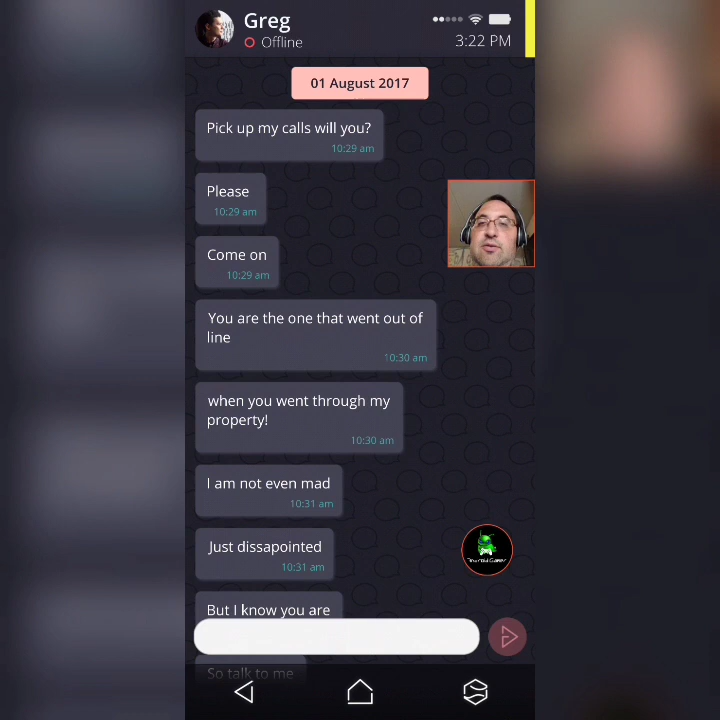 Greg
Offline
3:22 PM
01 August 2017
Pick up my calls will you?
10:29 am
Please
10:29 am
Come on
10:29 am
You are the one that went out of
line
10:30 am
when you went through my
property!
10:30 am
I am not even mad
10:31 am
Just dissapointed
10:31 am
Android Gamer
But I know you are
So talk to me